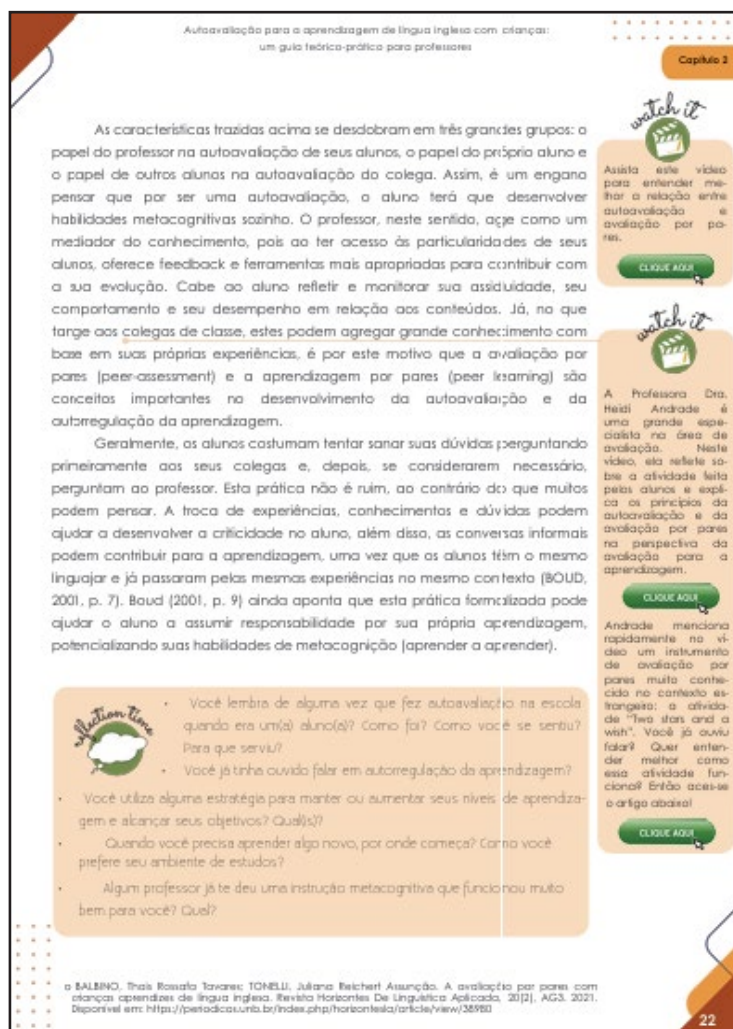 Autoavaliação para a aprendizagem de língua inglesa com crianças:
um guia teórico-prático para professores
Capítulo 2
As características trazidas acima se desdobram em três grandes grupos: o
papel do professor na autoavaliação de seus alunos, o papel do próprio aluno e
o papel de outros alunos na autoavaliação do colega. Assim, é um engano
pensar que por ser uma autoavaliação, o aluno terá que desenvolver
habilidades metacognitivas sozinho. O professor, neste sentido, age como um
mediador do conhecimento, pois ao ter acesso às particularidades de seus
alunos, oferece feedback e ferramentas mais apropriadas para contribuir com
a sua evolução. Cabe ao aluno refletir e monitorar sua assiduidade, seu
comportamento e seu desempenho em relação aos conteúdos. Já, no que
tange aos colegas de classe, estes podem agregar grande conhecimento com
base em suas próprias experiências, é por este motivo que a avaliação por
pares (peer-assessment) e a aprendizagem por pares (peer learning) são
conceitos importantes no desenvolvimento da autoavaliação e da
autorregulação da aprendizagem.
Geralmente, os alunos costumam tentar sanar suas dúvidas perguntando
primeiramente aos seus colegas e, depois, se considerarem necessário,
perguntam ao professor. Esta prática não é ruim, ao contrário do que muitos
podem pensar. A troca de experiências, conhecimentos e dúvidas podem
ajudar a desenvolver a criticidade no aluno, além disso, as conversas informais
podem contribuir para a aprendizagem, uma vez que os alunos têm o mesmo
linguajar e já passaram pelas mesmas experiências no mesmo contexto (BOUD,
2001, p. 7). Boud (2001, p. 9) ainda aponta que esta prática formalizada pode
ajudar o aluno a assumir responsabilidade por sua própria aprendizagem,
potencializando suas habilidades de metacognição (aprender a aprender).
watch it
Assista este vídeo
para entender me-
lhor a relação entre
autoavaliação e
avaliação por pa-
res.
CLIQUE AQUI
watch it
A Professora Dra.
Heidi Andrade é
uma grande espe-
cialista na área de
avaliação. Neste
vídeo, ela reflete so-
bre a atividade feita
pelos alunos e expli-
ca os princípios da
autoavaliação e da
avaliação por pares
na perspectiva da
avaliação para a
aprendizagem.
CLIQUE AQUI
Andrade menciona
rapidamente no ví-
deo um instrumento
de avaliação por
pares muito conhe-
cido no contexto es-
trangeiro: a ativida-
de "Two stars and a
wish". Você já ouviu
falar? Quer enten-
der melhor como
essa atividade fun-
ciona? Então aces-se
o artigo abaixo!
CLIQUE AQUI
reflection time
• Você lembra de alguma vez que fez autoavaliação na escola
quando era um(a) aluno(a)? Como foi? Como você se sentiu?
Para que serviu?
• Você já tinha ouvido falar em autorregulação da aprendizagem?
• Você utiliza alguma estratégia para manter ou aumentar seus níveis de aprendiza-
gem e alcançar seus objetivos? Qual(is)?
• Quando você precisa aprender algo novo, por onde começa? Como você
prefere seu ambiente de estudos?
• Algum professor já te deu uma instrução metacognitiva que funcionou muito
bem para você? Qual?
o BALBINO, Thais Rossafa Tavares; TONELLI, Juliana Reichert Assunção. A avaliação por pares com
crianças aprendizes de língua inglesa. Revista Horizontes De Linguistica Aplicada, 20(2), AG3. 2021.
Disponível em: https://periodicos.unb.br/index.php/horizontesla/article/view/38980
22